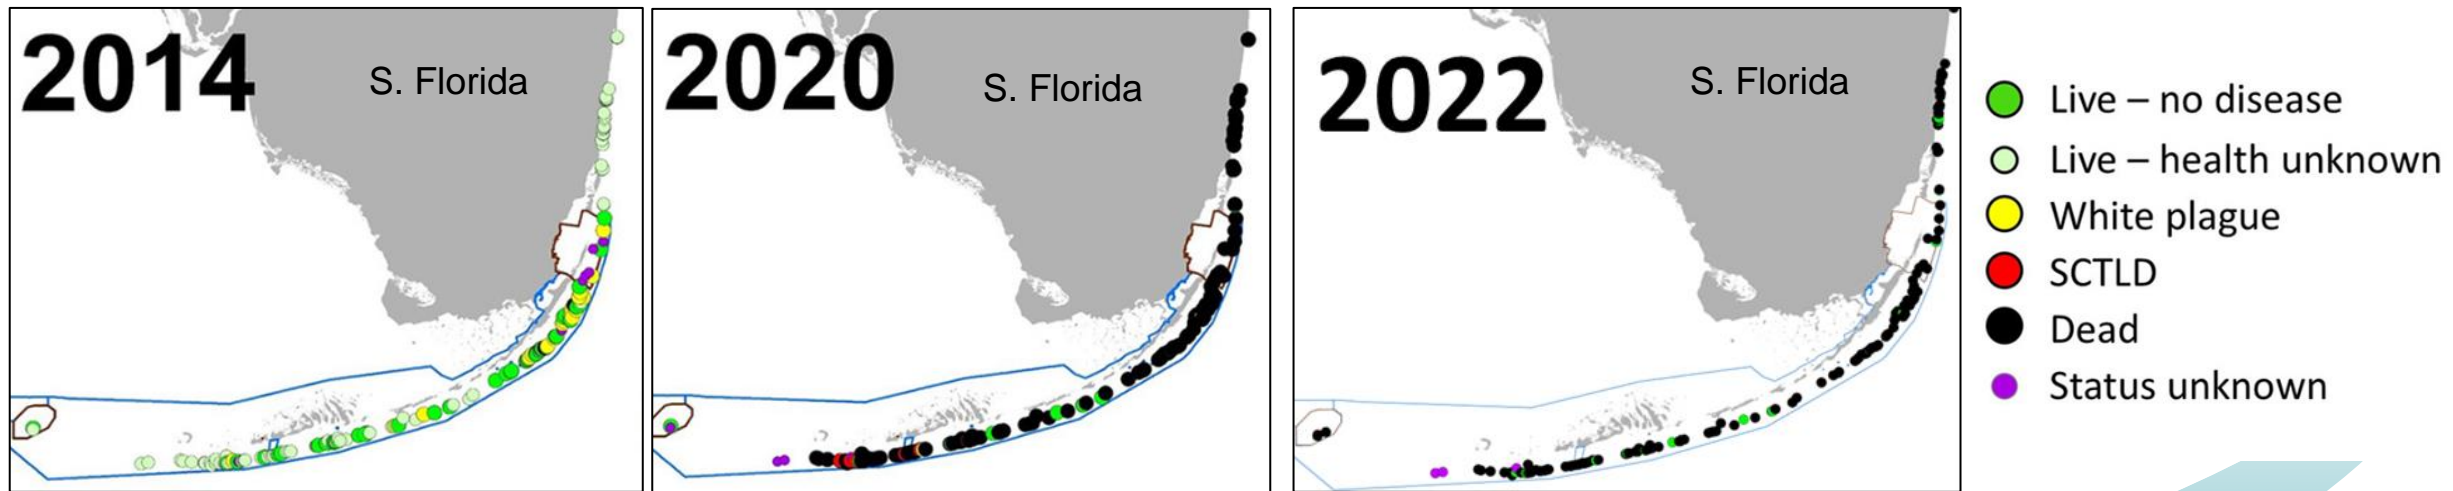 2014
S. Florida
2020
S. Florida
2022
S. Florida
Live – no disease
Live – health unknown
White plague
SCTLD
Dead
Status unknown